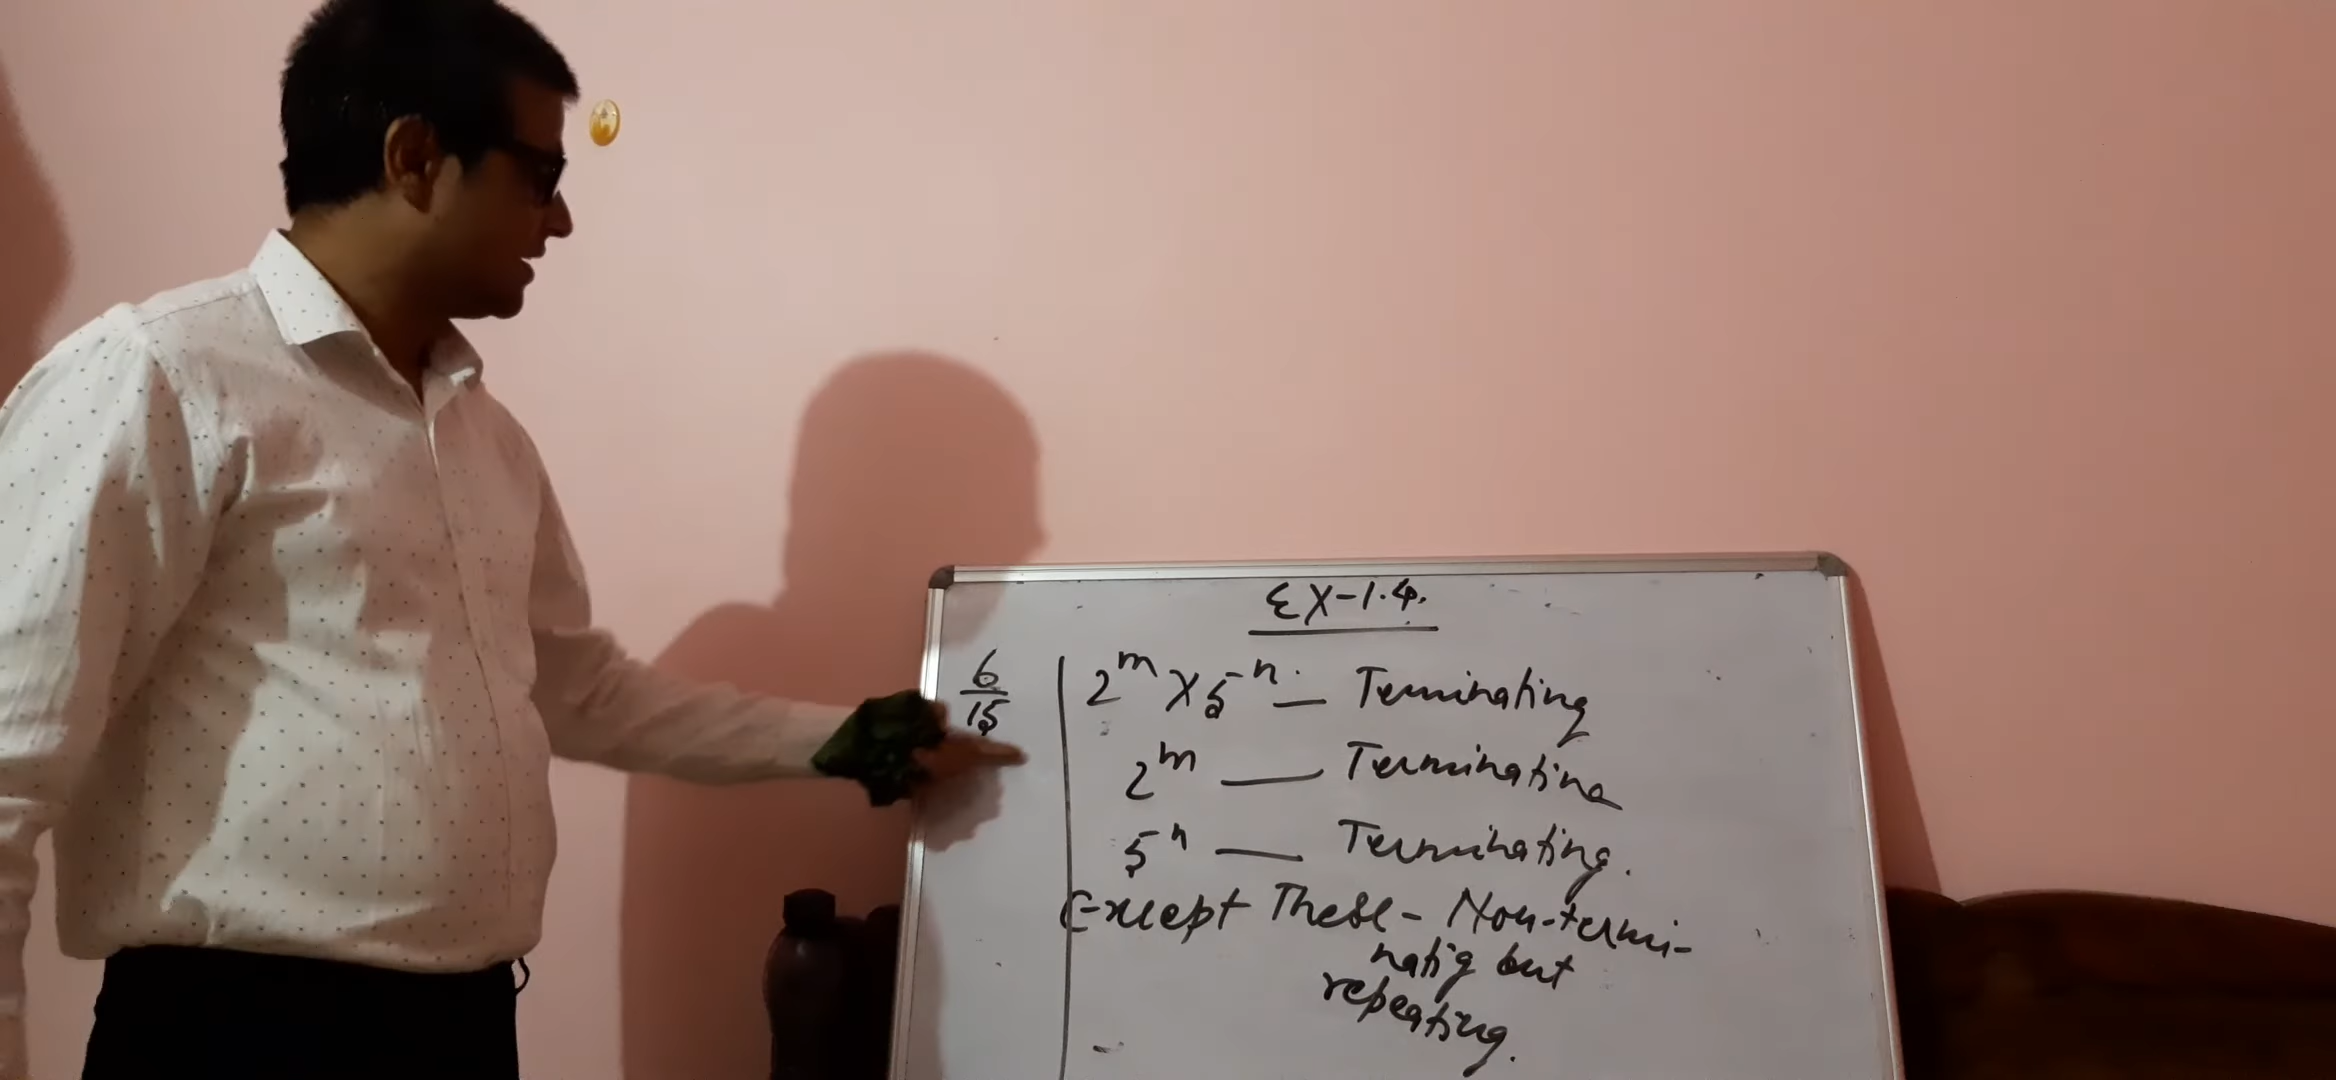 EX-1.4.
6/15
2^m X 5^n. — Terminating
2^m — Terminating
5^n — Terminating.
Except These - Non-termi-
natig but
repeating.